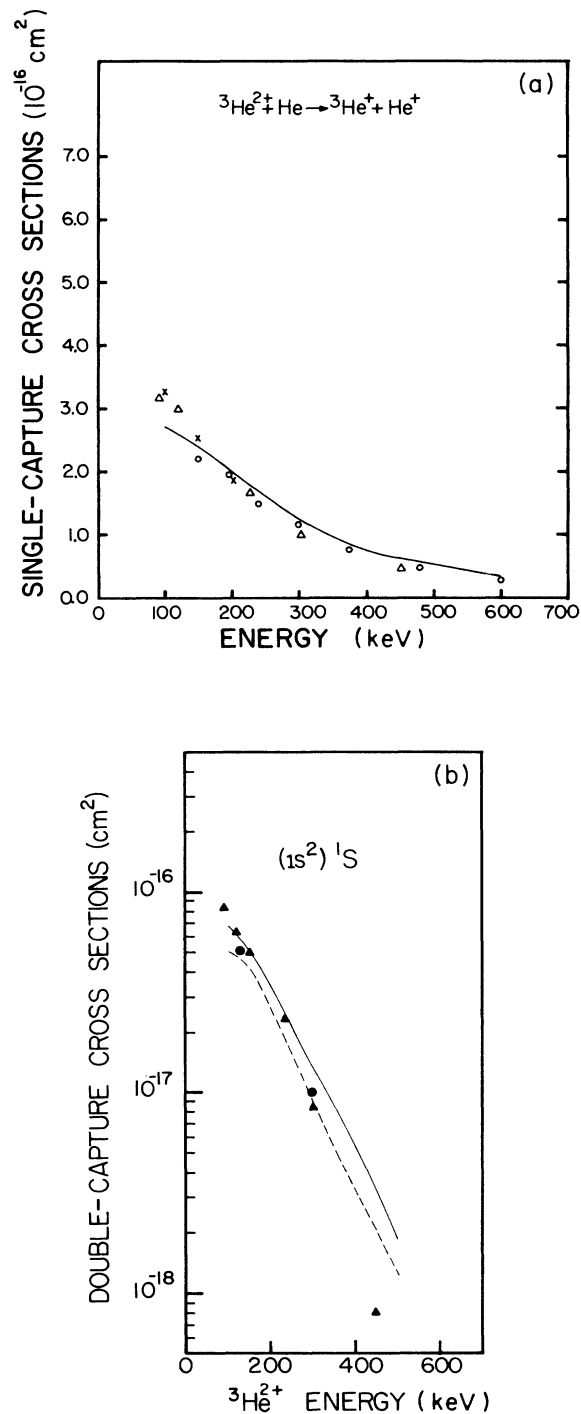 (a)
³He²⁺+ He → ³He⁺+ He⁺
SINGLE-CAPTURE CROSS SECTIONS (10⁻¹⁶ cm²)
7.0
6.0
5.0
4.0
3.0
2.0
1.0
0.0
0 100 200 300 400 500 600 700
ENERGY (keV)
(b)
(1s²) ¹S
DOUBLE-CAPTURE CROSS SECTIONS (cm²)
10⁻¹⁶
10⁻¹⁷
10⁻¹⁸
0 200 400 600
³He²⁺ ENERGY (keV)